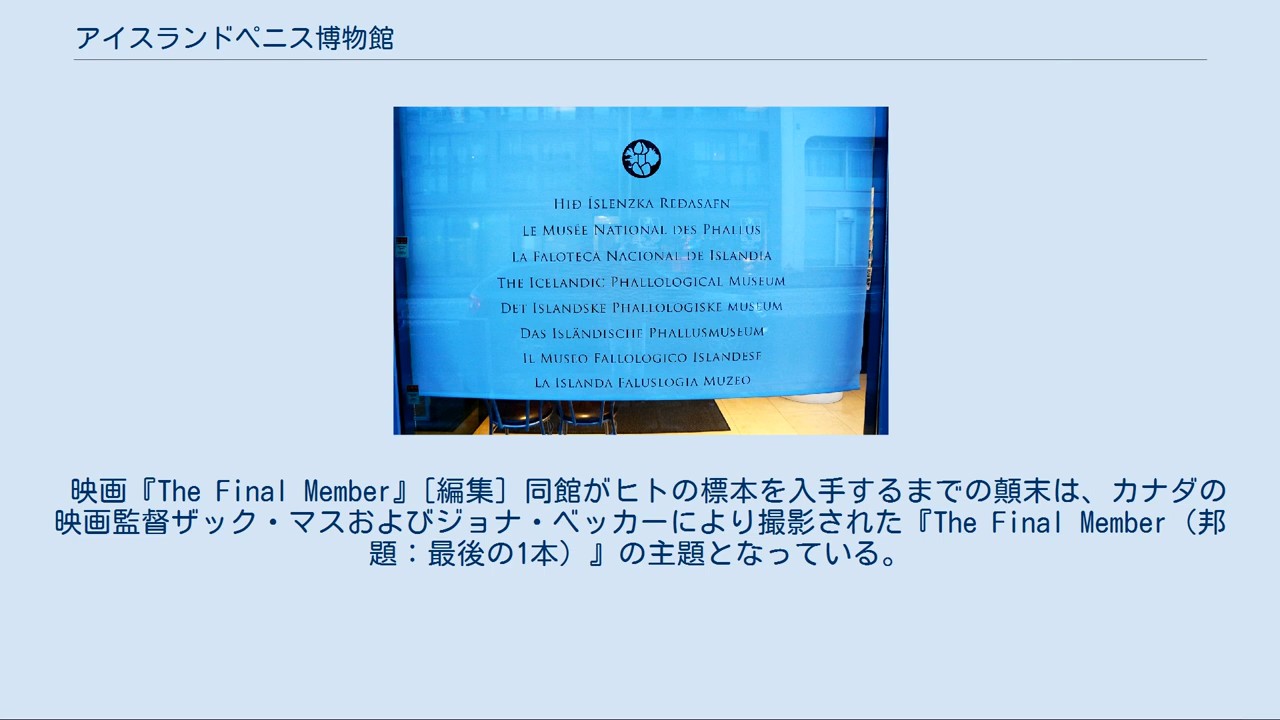 アイスランドペニス博物館
HIÐ ÍSLENZKA REÐASAFN
LE MUSÉE NATIONAL DES PHALLUS
LA FALOTECA NACIONAL DE ISLANDIA
THE ICELANDIC PHALLOLOGICAL MUSEUM
DET ISLANDSKE PHALLOLOGISKE MUSEUM
DAS ISLÄNDISCHE PHALLUSMUSEUM
IL MUSEO FALLOLOGICO ISLANDESE
LA ISLANDA FALUSLOGIA MUZEO
映画『The Final Member』[編集] 同館がヒトの標本を入手するまでの顛末は、カナダの
映画監督ザック・マスおよびジョナ・ベッカーにより撮影された『The Final Member（邦
題：最後の1本）』の主題となっている。